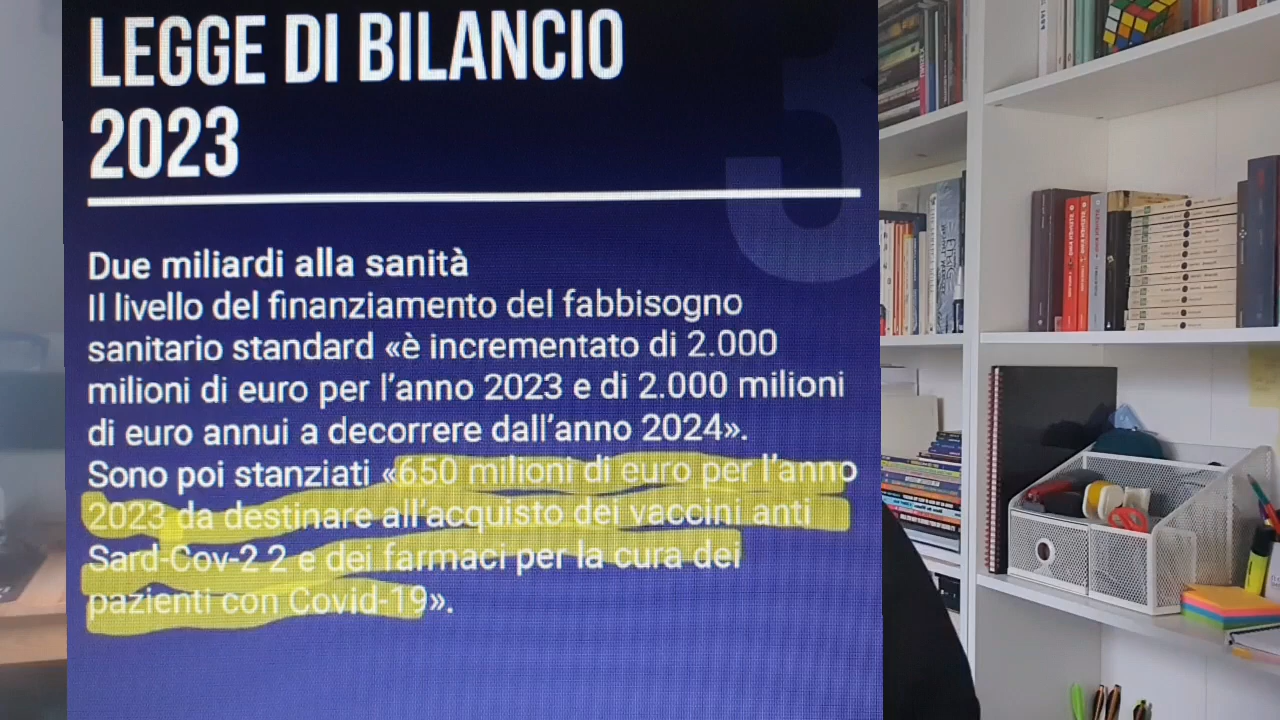 LEGGE DI BILANCIO
2023
Due miliardi alla sanità
Il livello del finanziamento del fabbisogno
sanitario standard «è incrementato di 2.000
milioni di euro per l’anno 2023 e di 2.000 milioni
di euro annui a decorrere dall’anno 2024».
Sono poi stanziati «650 milioni di euro per l’anno
2023 da destinare all’acquisto dei vaccini anti
Sard-Cov-2 2 e dei farmaci per la cura dei
pazienti con Covid-19».